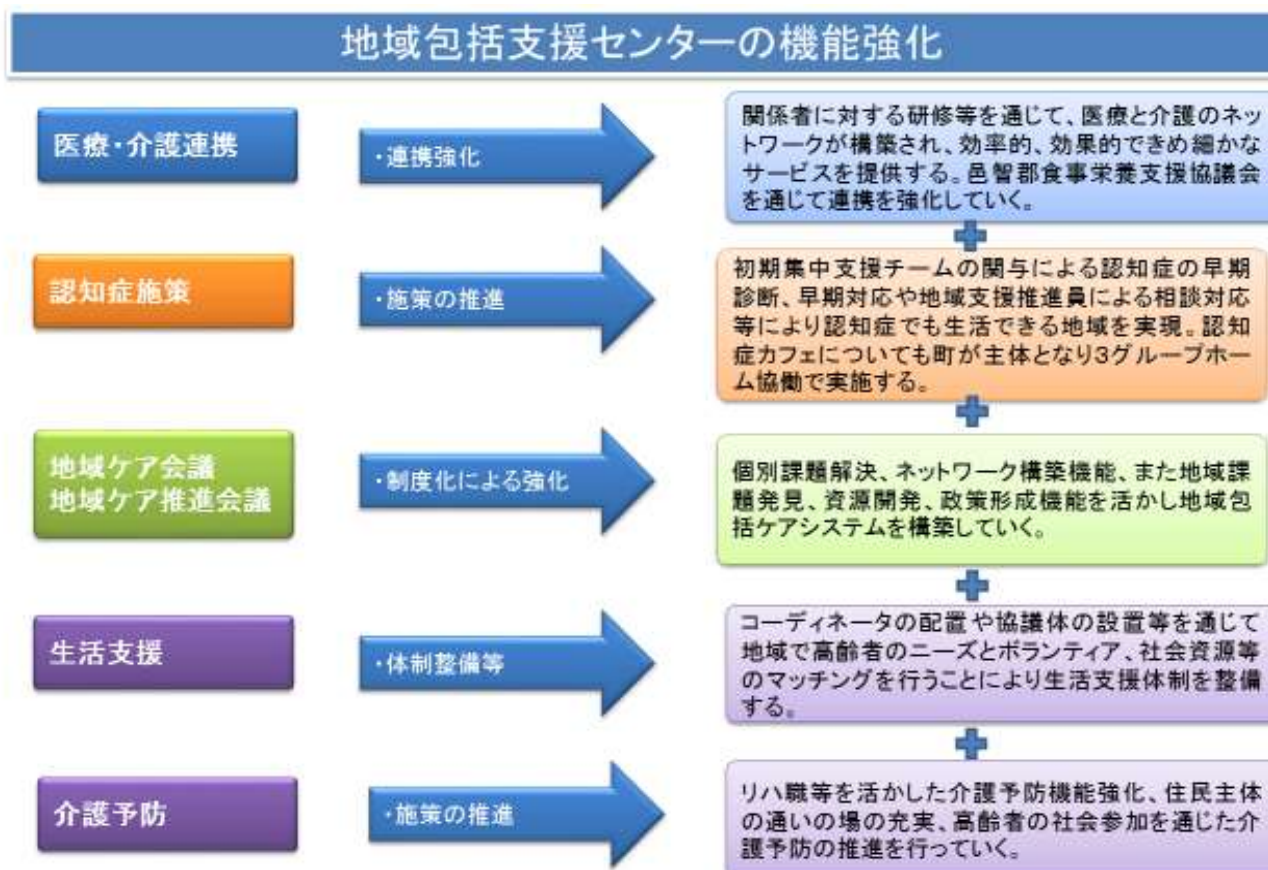 地域包括支援センターの機能強化
医療・介護連携
・連携強化
関係者に対する研修等を通じて、医療と介護のネッ
トワークが構築され、効率的、効果的できめ細かな
サービスを提供する。邑智郡食事栄養支援協議会
を通じて連携を強化していく。
認知症施策
・施策の推進
初期集中支援チームの関与による認知症の早期
診断、早期対応や地域支援推進員による相談対応
等により認知症でも生活できる地域を実現。認知
症カフェについても町が主体となり3グループホー
ム協働で実施する。
地域ケア会議
地域ケア推進会議
・制度化による強化
個別課題解決、ネットワーク構築機能、また地域課
題発見、資源開発、政策形成機能を活かし地域包
括ケアシステムを構築していく。
生活支援
・体制整備等
コーディネータの配置や協議体の設置等を通じて
地域で高齢者のニーズとボランティア、社会資源等
のマッチングを行うことにより生活支援体制を整備
する。
介護予防
・施策の推進
リハ職等を活かした介護予防機能強化、住民主体
の通いの場の充実、高齢者の社会参加を通じた介
護予防の推進を行っていく。